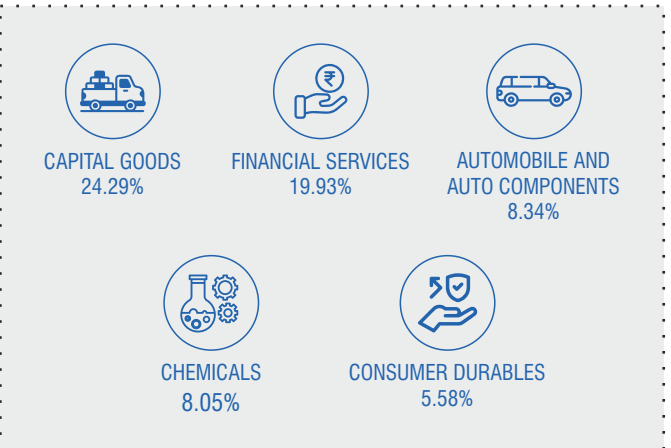 ₹
CAPITAL GOODS
24.29%
FINANCIAL SERVICES
19.93%
AUTOMOBILE AND
AUTO COMPONENTS
8.34%
CHEMICALS
8.05%
CONSUMER DURABLES
5.58%